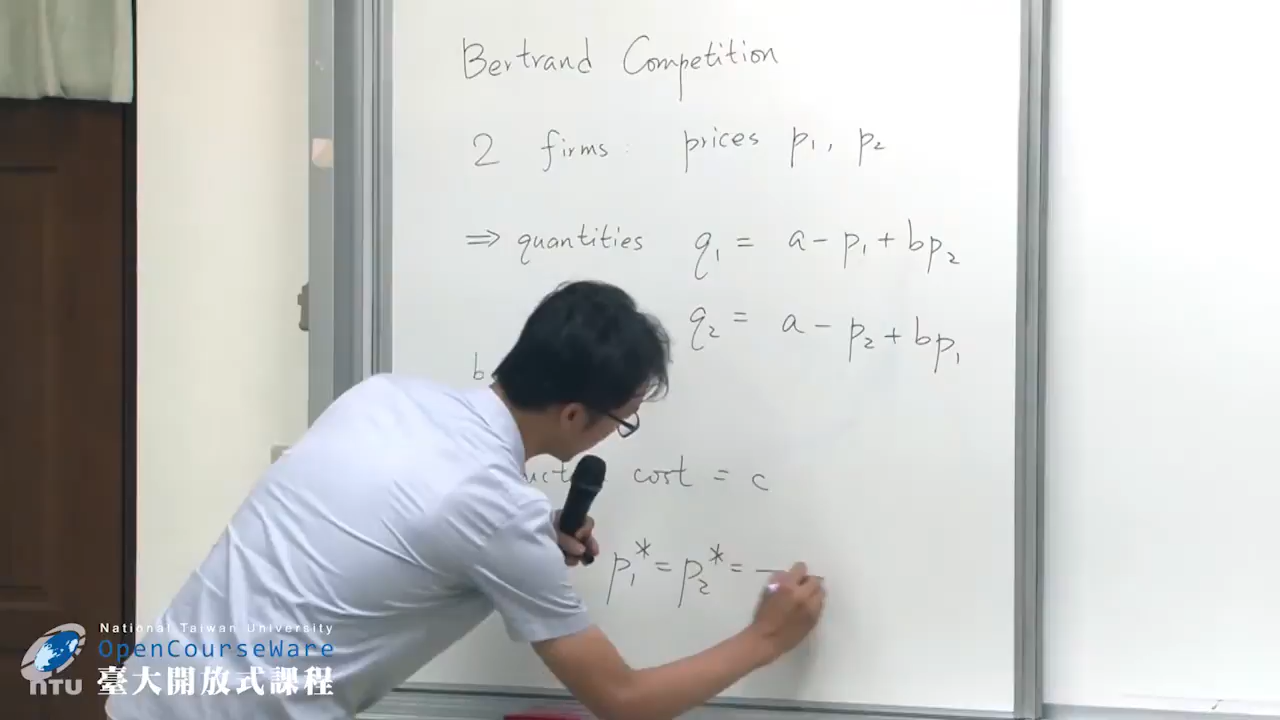 Bertrand Competition
2 firms : prices p₁, p₂
⇒ quantities q₁ = a - p₁ + bp₂
q₂ = a - p₂ + bp₁
b
cost = c
p₁* = p₂* =
National Taiwan University
OpenCourseWare
NTU 臺大開放式課程